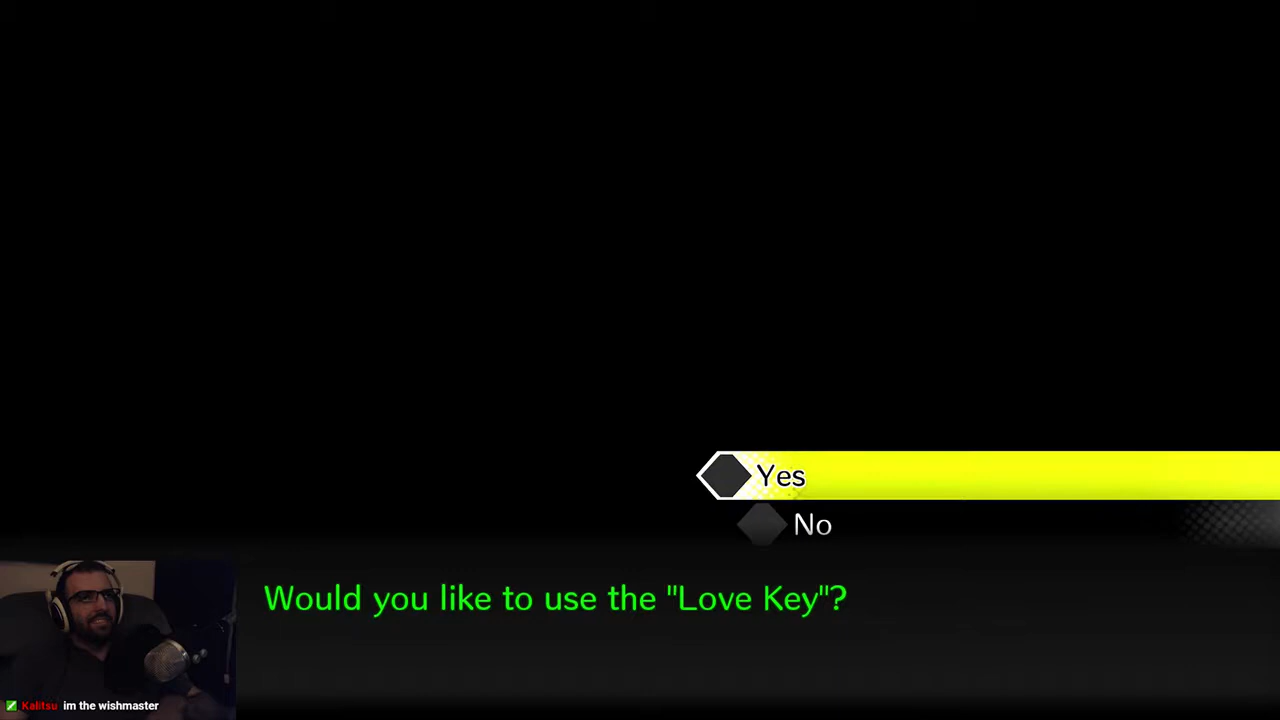 Yes
No
Would you like to use the "Love Key"?
Kalitsu im the wishmaster